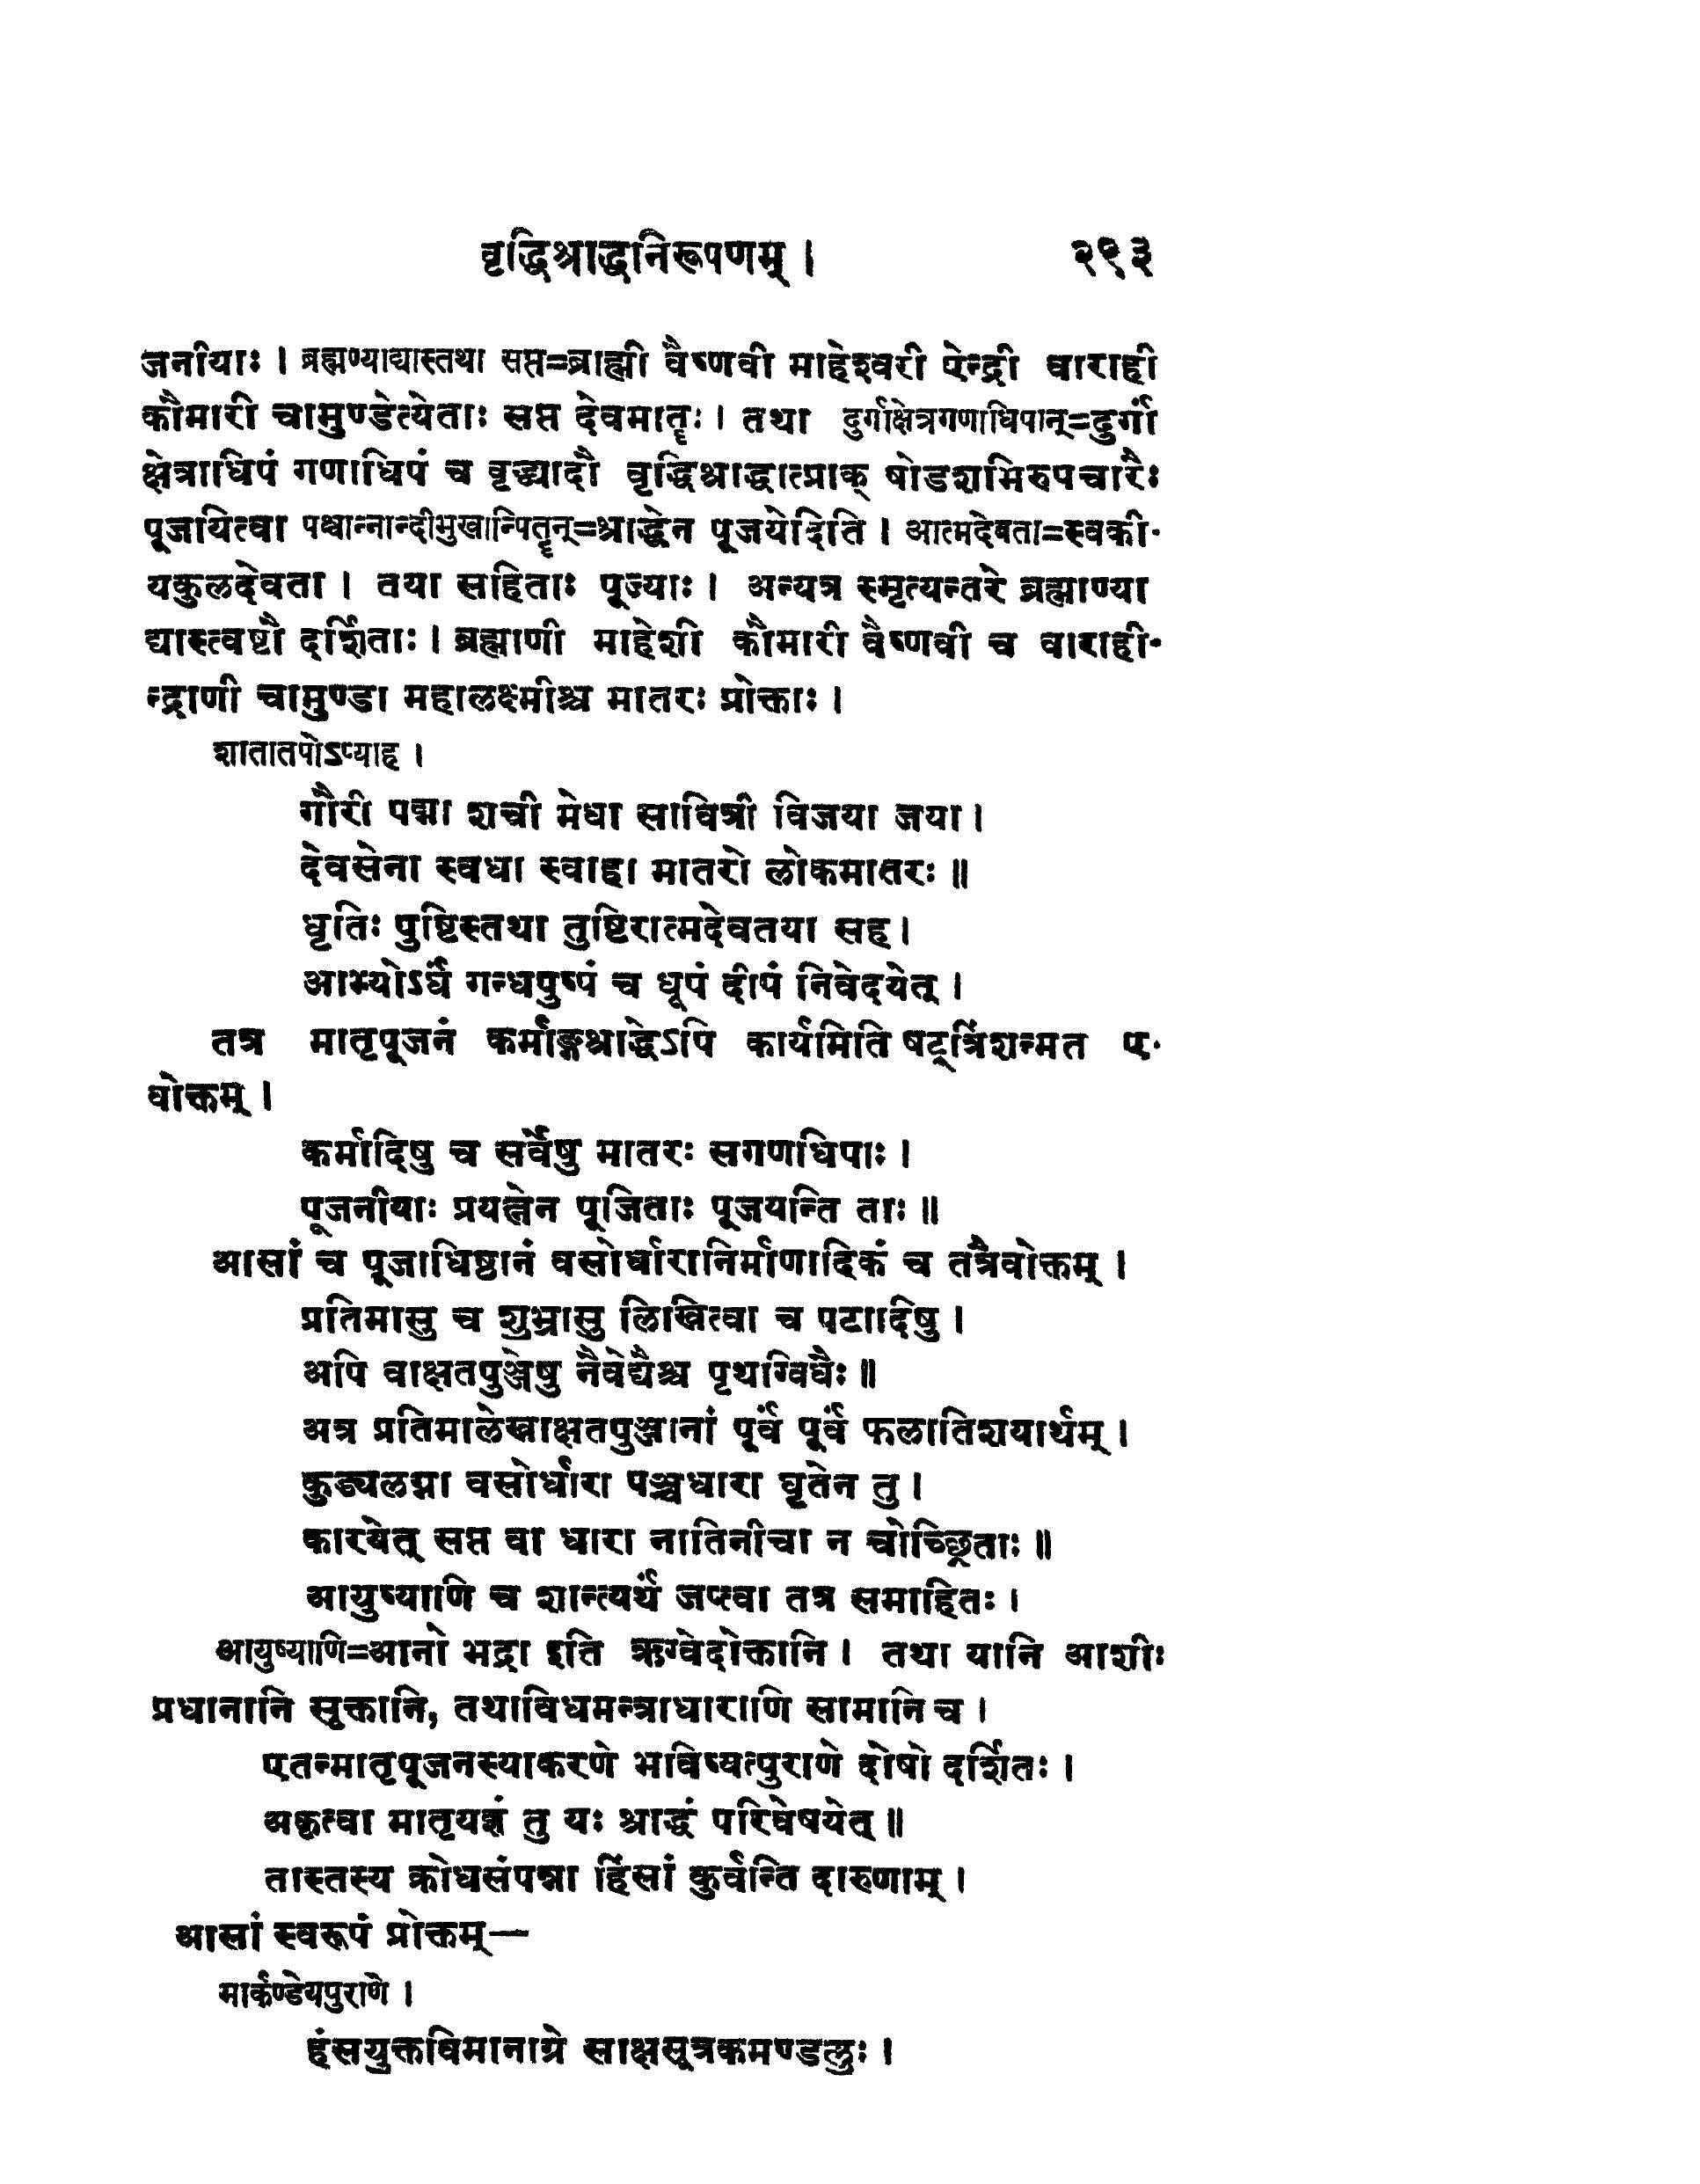 वृद्धिश्राद्धनिरूपणम् । २९३
जनीयाः । ब्रह्मण्याद्यास्तथा सप्त=ब्राह्मी वैष्णवी माहेश्वरी ऐन्द्री वाराही
कौमारी चामुण्डेत्येताः सप्त देवमातॄः । तथा दुर्गाक्षेत्रगणाधिपान्=दुर्गां
क्षेत्राधिपं गणाधिपं च वृद्ध्यादौ वृद्धिश्राद्धात्प्राक् षोडशभिरुपचारैः
पूजायित्वा पश्चान्नान्दीमुखान्पितॄन्=श्राद्धेन पूजयेदिति । आत्मदेवता=स्वकी-
यकुलदेवता । तया सहिताः पूज्याः । अन्यत्र स्मृत्यन्तरे ब्रह्माण्या
द्यास्त्वष्टौ दर्शिताः । ब्रह्माणी माहेशी कौमारी वैष्णवी च वाराही-
न्द्राणी चामुण्डा महालक्ष्मीश्च मातरः प्रोक्ताः ।
शातातपोऽप्याह ।
गौरी पद्मा शची मेधा सावित्री विजया जया ।
देवसेना स्वधा स्वाहा मातरो लोकमातरः ॥
धृतिः पुष्टिस्तथा तुष्टिरात्मदेवतया सह ।
आभ्योऽर्घं गन्धपुष्पं च धूपं दीपं निवेदयेत् ।
तत्र मातृपूजनं कर्माङ्गश्राद्धेऽपि कार्यमिति षट्त्रिंशन्मत ए-
वोक्तम् ।
कर्मादिषु च सर्वेषु मातरः सगणधिपाः ।
पूजनीयाः प्रयत्नेन पूजिताः पूजयन्ति ताः ॥
आसां च पूजाधिष्ठानं वसोर्धारानिर्माणादिकं च तत्रैवोक्तम् ।
प्रतिमासु च शुभ्रासु लिखित्वा च पटादिषु ।
अपि वाक्षतपुञ्जेषु नैवेद्यैश्च पृथग्विधैः ॥
अत्र प्रतिमालेखाक्षतपुञ्जानां पूर्वं पूर्वं फलातिशयार्थम् ।
कुड्यलग्ना वसोर्धारा पञ्चधारा घृतेन तु ।
कारयेत् सप्त वा धारा नातिनीचा न चोच्छ्रिताः ॥
आयुष्याणि च शान्त्यर्थं जप्त्वा तत्र समाहितः ।
आयुष्याणि=आनो भद्रा इति ऋग्वेदोक्तानि । तथा यानि आशीः
प्रधानानि सूक्तानि, तथाविधमन्त्राधाराणि सामानि च ।
एतन्मातृपूजनस्याकरणे भविष्यत्पुराणे दोषो दर्शितः ।
अकृत्वा मातृयज्ञं तु यः श्राद्धं परिवेषयेत् ॥
तास्तस्य क्रोधसंपन्ना हिंसां कुर्वन्ति दारुणाम् ।
आसां स्वरूपं प्रोक्तम्—
मार्कण्डेयपुराणे ।
हंसयुक्तविमानाग्रे साक्षसूत्रकमण्डलुः ।